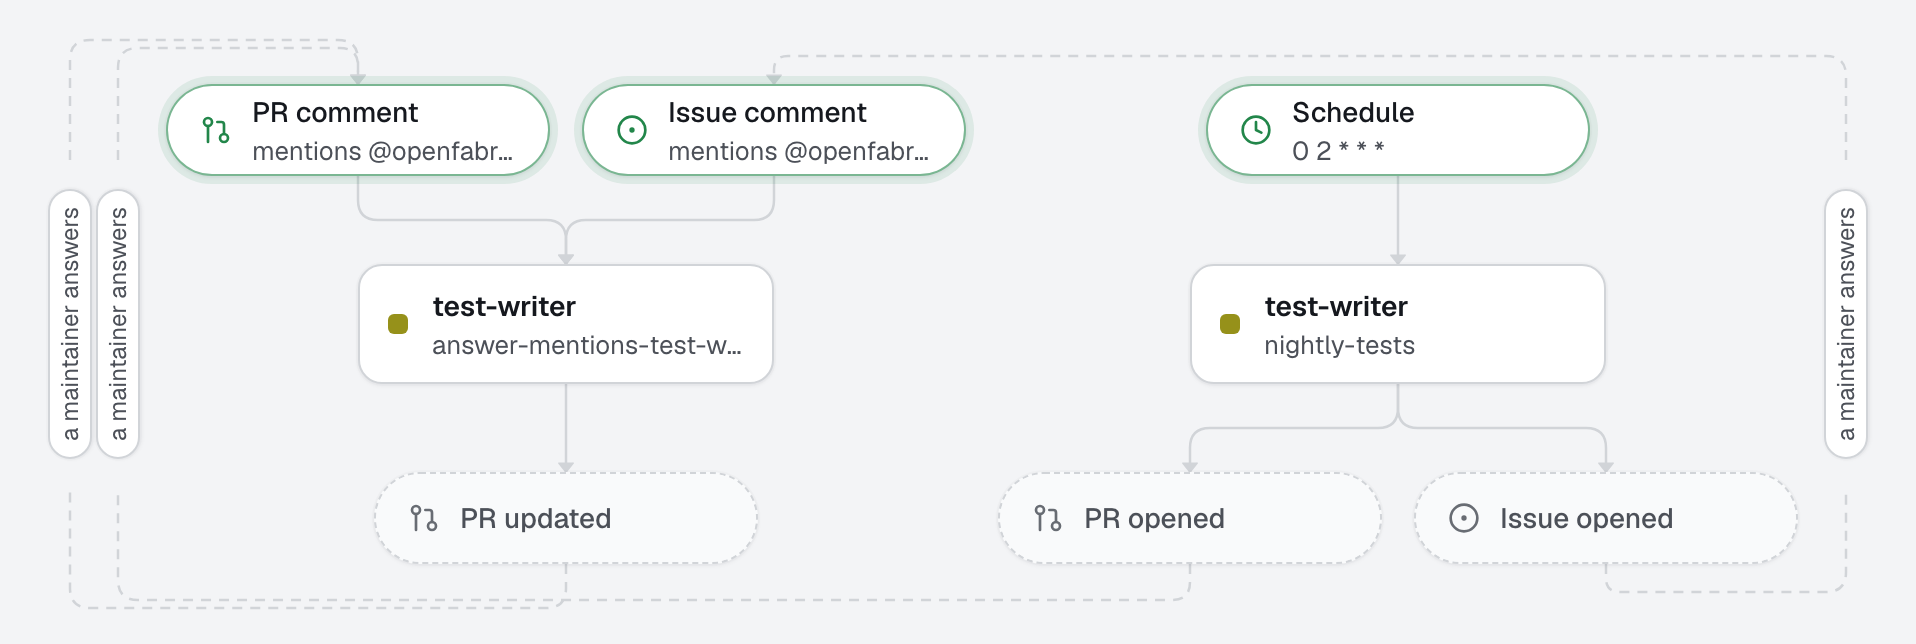 PR comment
mentions @openfabr...
Issue comment
mentions @openfabr...
Schedule
0 2 * * *
a maintainer answers
a maintainer answers
a maintainer answers
test-writer
answer-mentions-test-w...
test-writer
nightly-tests
PR updated
PR opened
Issue opened